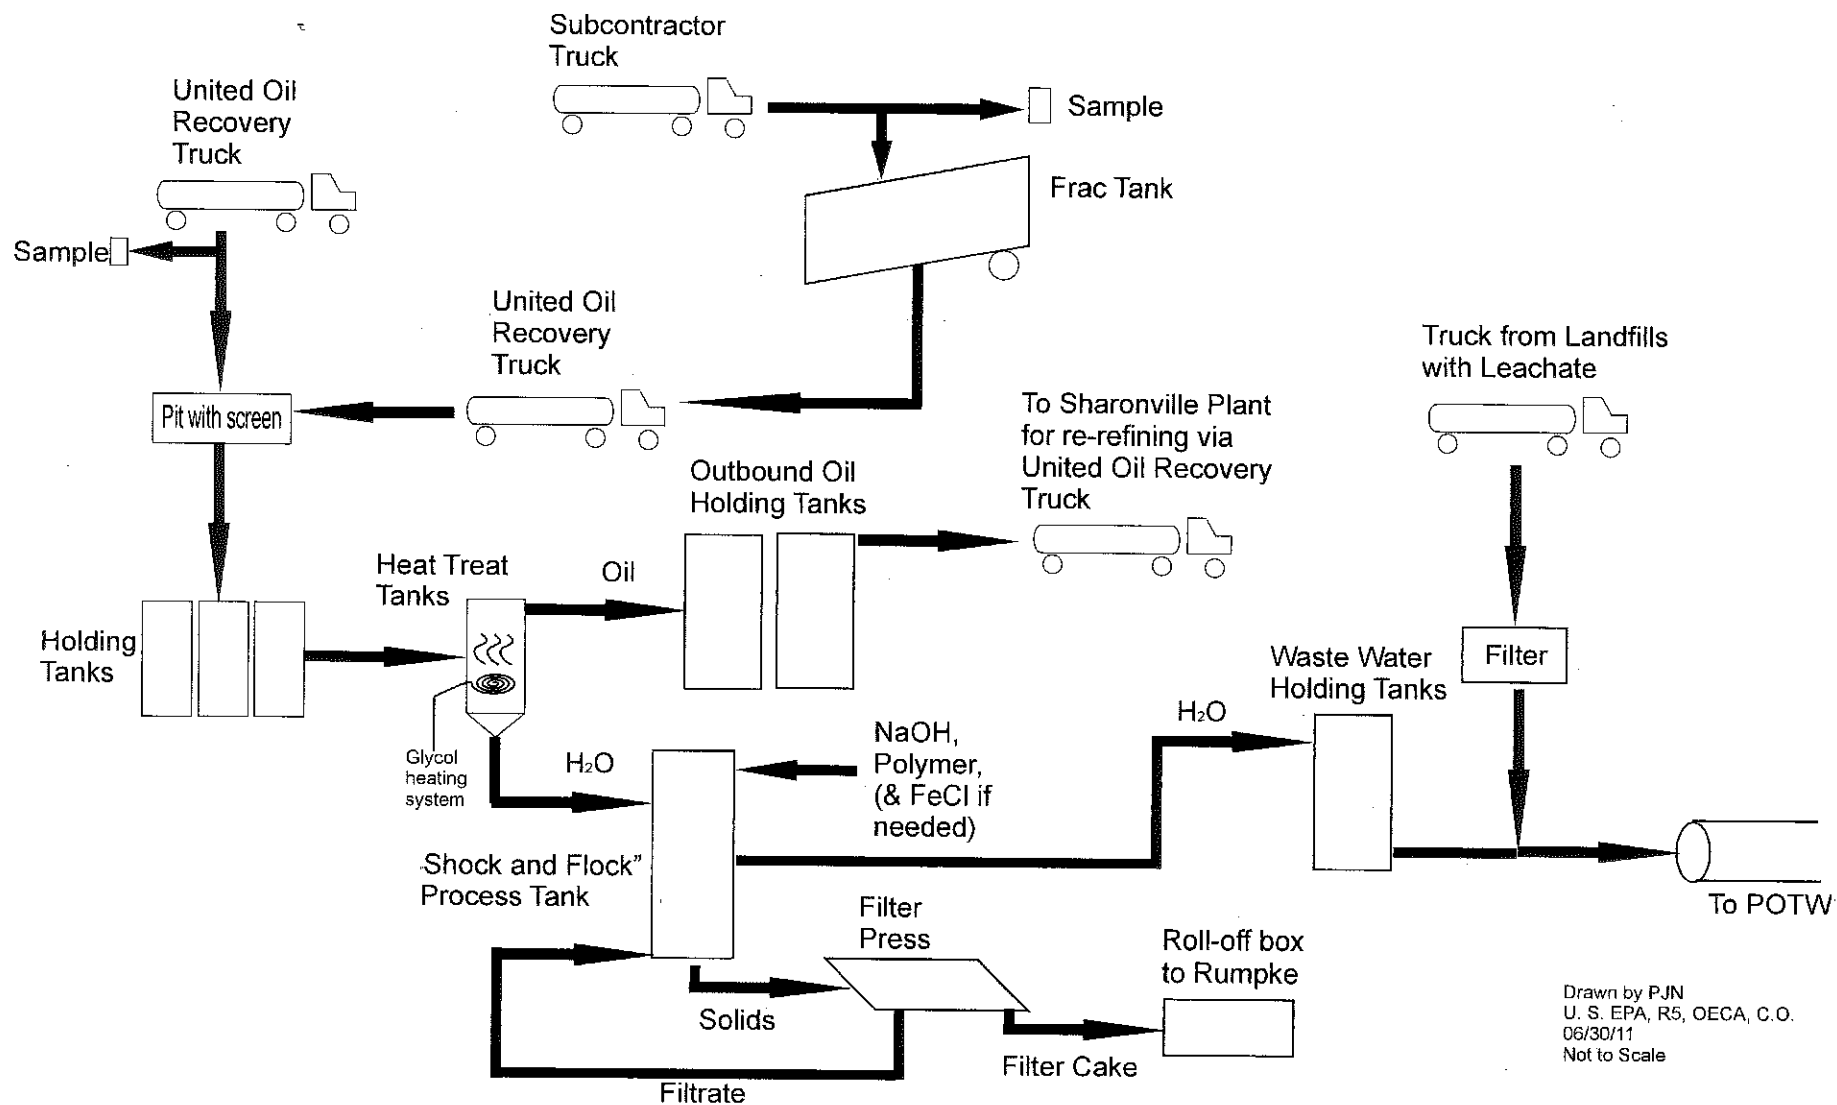 Subcontractor
Truck
United Oil
Recovery
Truck
Sample
Frac Tank
Sample
United Oil
Recovery
Truck
Truck from Landfills
with Leachate
Pit with screen
To Sharonville Plant
for re-refining via
United Oil Recovery
Truck
Outbound Oil
Holding Tanks
Heat Treat
Tanks
Oil
Holding
Tanks
Filter
Waste Water
Holding Tanks
H₂O
Glycol
heating
system
H₂O
NaOH,
Polymer,
(& FeCl if
needed)
"Shock and Flock”
Process Tank
To POTW
Filter
Press
Roll-off box
to Rumpke
Solids
Filter Cake
Filtrate
Drawn by PJN
U. S. EPA, R5, OECA, C.O.
06/30/11
Not to Scale